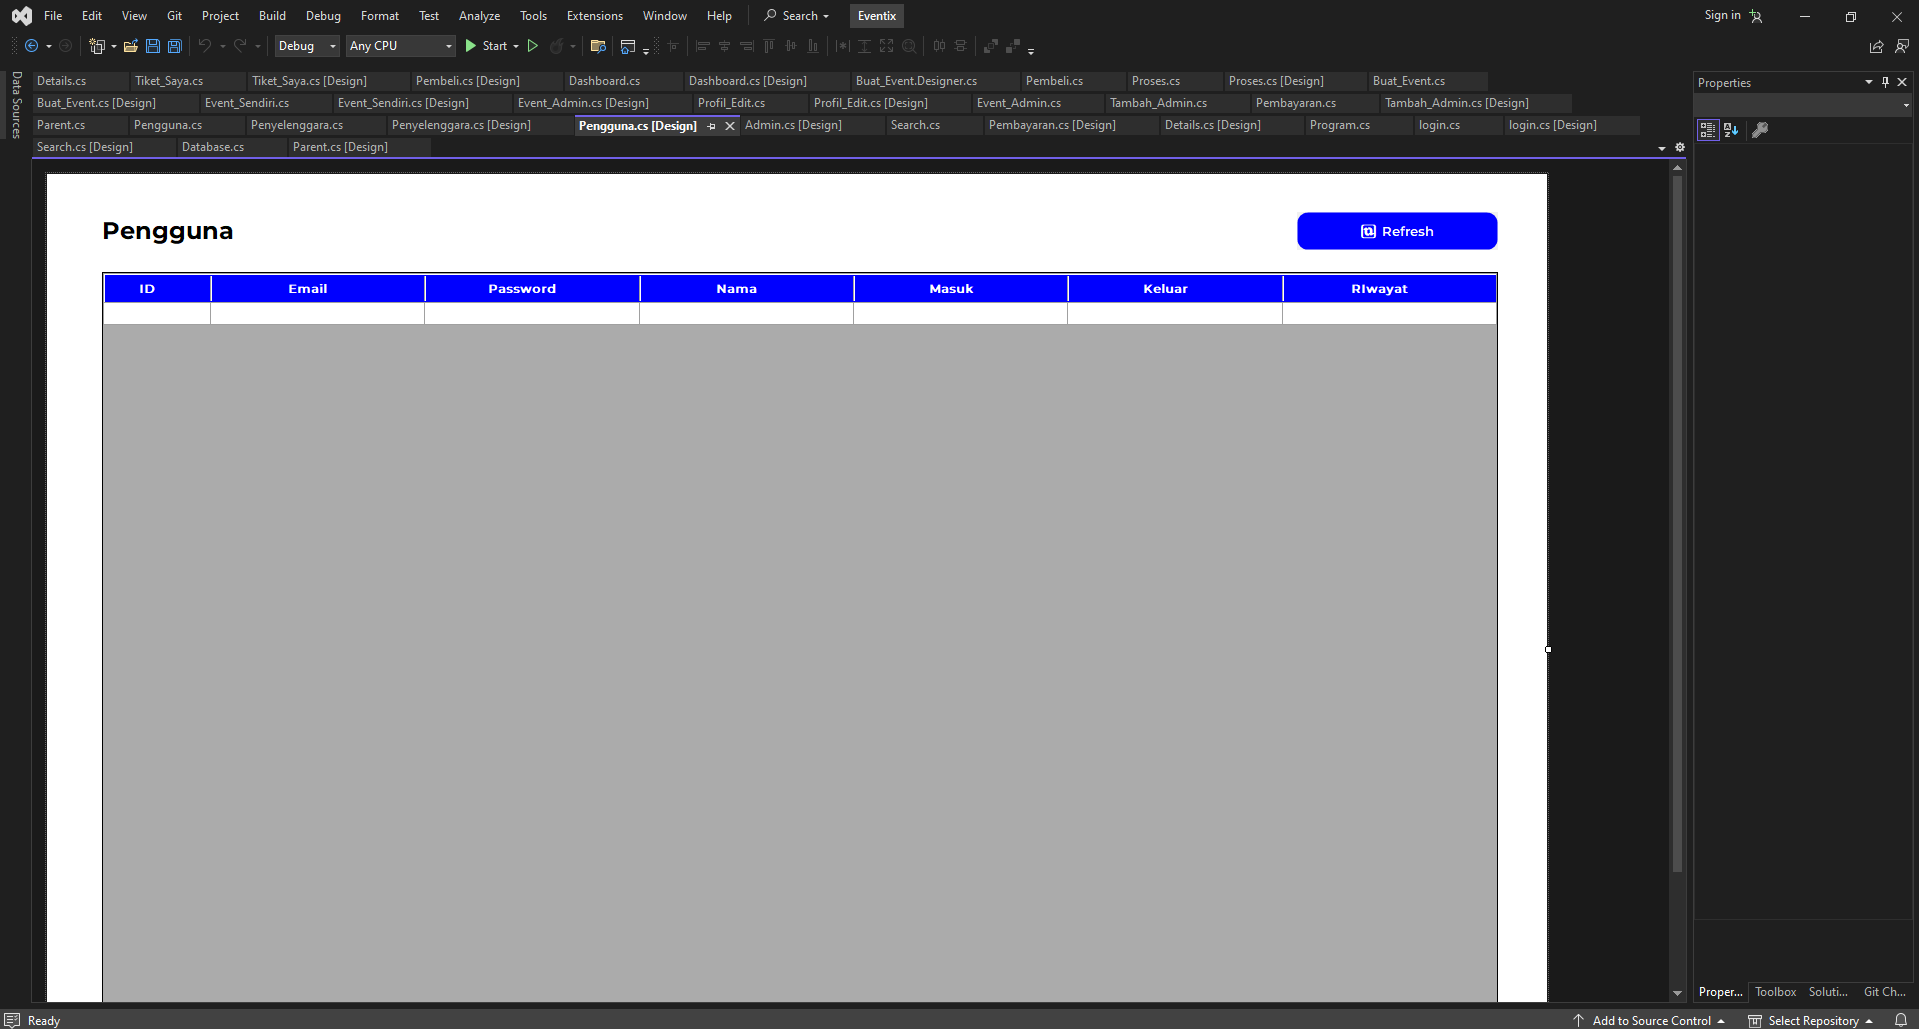 File Edit View Git Project Build Debug Format Test Analyze Tools Extensions Window Help Search Eventix Sign in
Debug Any CPU Start
Data Sources
Details.cs Tiket_Saya.cs Tiket_Saya.cs [Design] Pembeli.cs [Design] Dashboard.cs Dashboard.cs [Design] Buat_Event.Designer.cs Pembeli.cs Proses.cs Proses.cs [Design] Buat_Event.cs
Buat_Event.cs [Design] Event_Sendiri.cs Event_Sendiri.cs [Design] Event_Admin.cs [Design] Profil_Edit.cs Profil_Edit.cs [Design] Event_Admin.cs Tambah_Admin.cs Pembayaran.cs Tambah_Admin.cs [Design]
Parent.cs Pengguna.cs Penyelenggara.cs Penyelenggara.cs [Design] Pengguna.cs [Design] Admin.cs [Design] Search.cs Pembayaran.cs [Design] Details.cs [Design] Program.cs login.cs login.cs [Design]
Search.cs [Design] Database.cs Parent.cs [Design]
Properties
Pengguna
Refresh
ID Email Password Nama Masuk Keluar RIwayat
Proper... Toolbox Soluti... Git Ch...
Ready Add to Source Control Select Repository